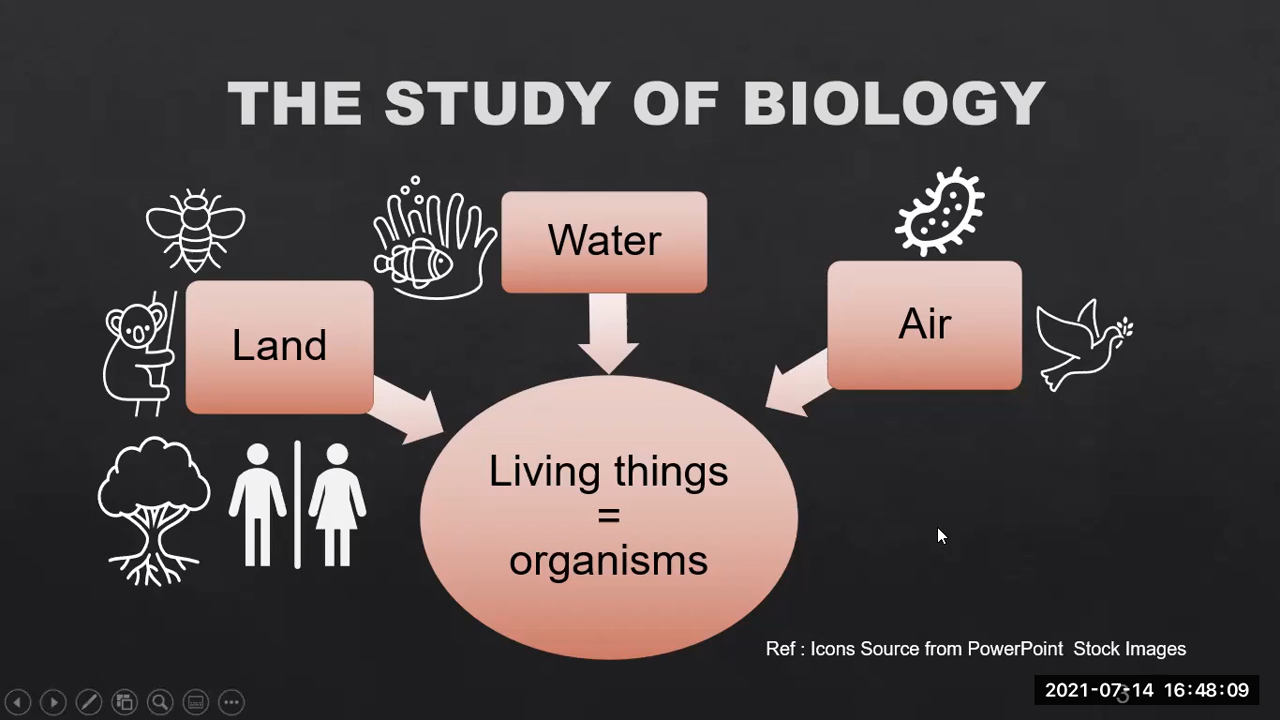 THE STUDY OF BIOLOGY
Water
Land
Air
Living things
=
organisms
Ref : Icons Source from PowerPoint  Stock Images
2021-07-14 16:48:09
3